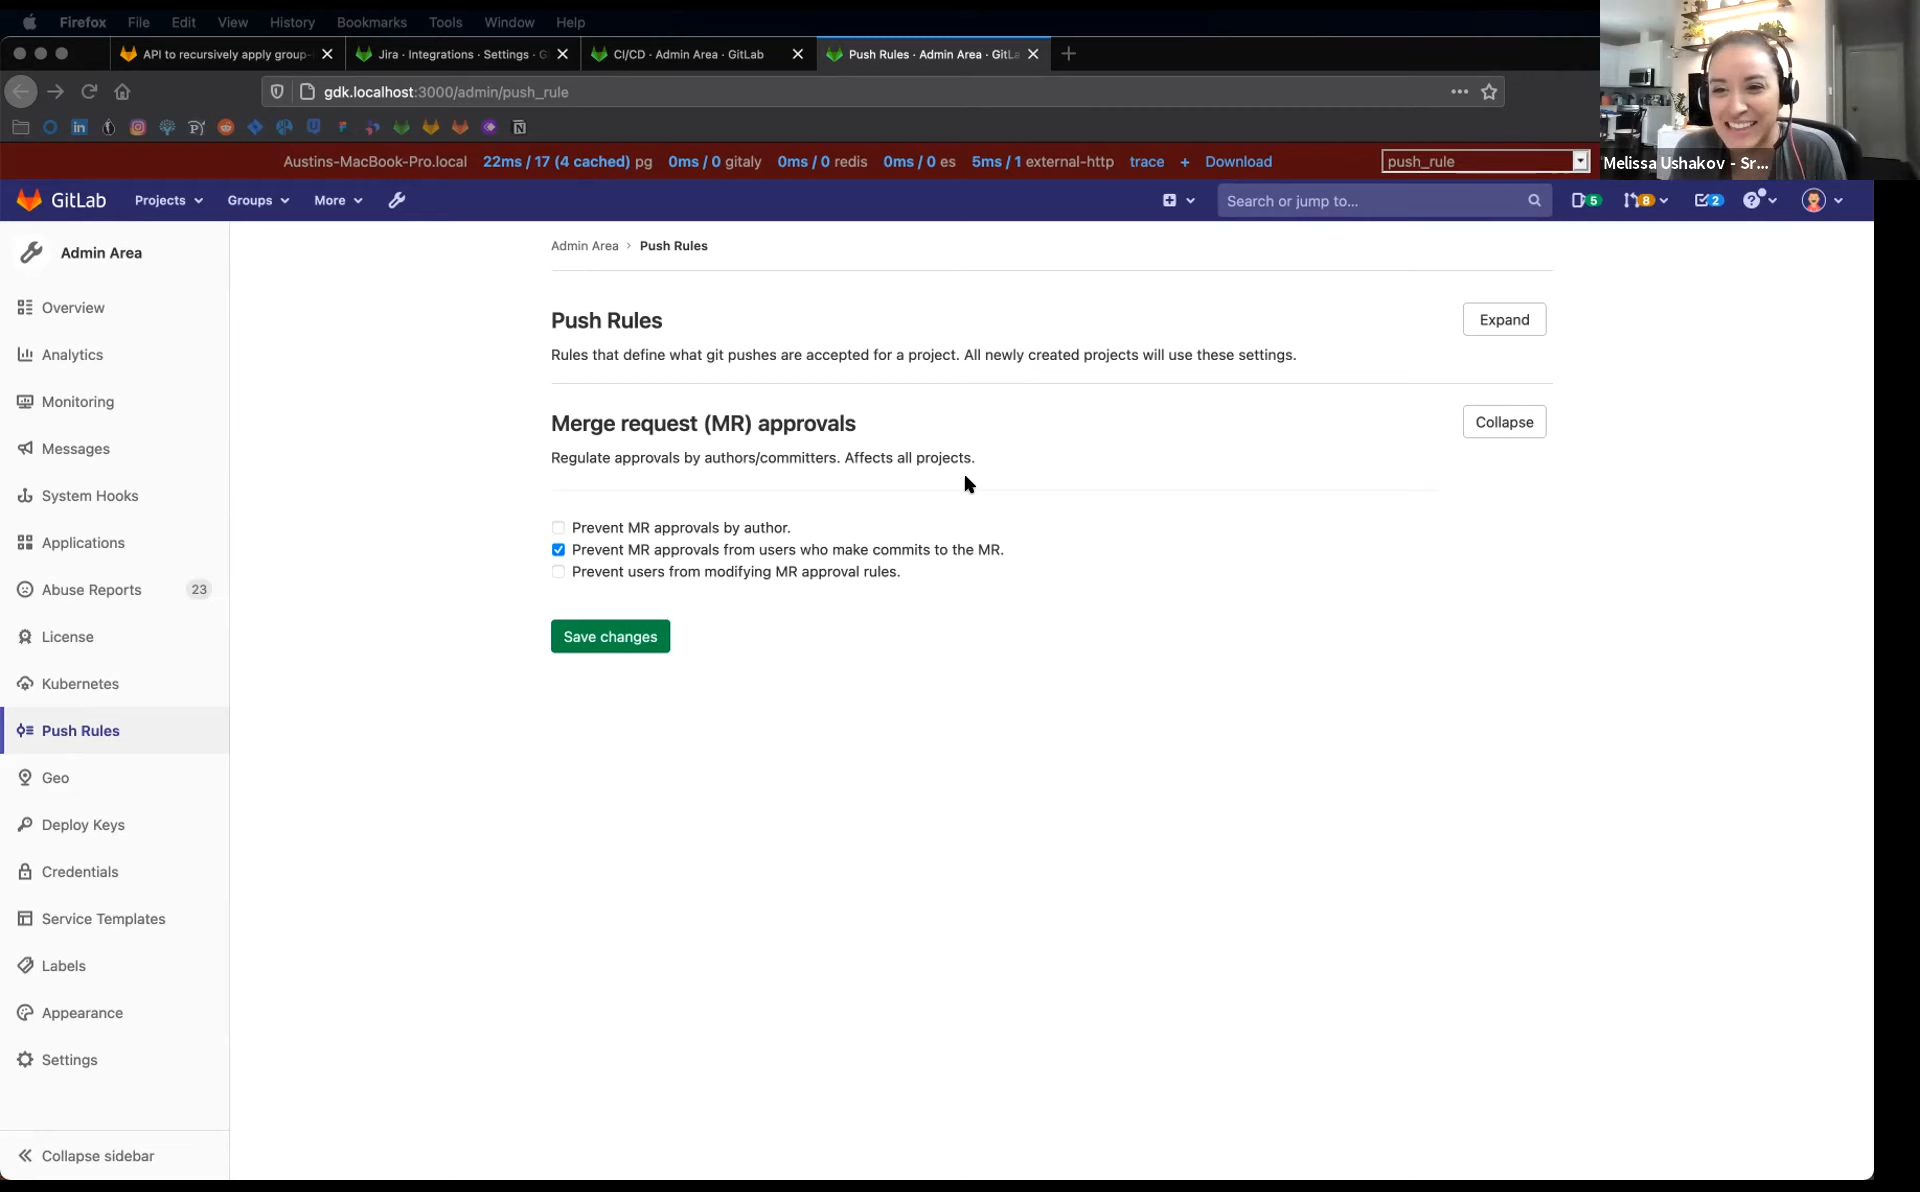 Firefox File Edit View History Bookmarks Tools Window Help
API to recursively apply group- Jira · Integrations · Settings · G CI/CD · Admin Area · GitLab Push Rules · Admin Area · GitLa
gdk.localhost:3000/admin/push_rule
Austins-MacBook-Pro.local 22ms / 17 (4 cached) pg 0ms / 0 gitaly 0ms / 0 redis 0ms / 0 es 5ms / 1 external-http trace + Download push_rule
Melissa Ushakov - Sr...
GitLab Projects Groups More Search or jump to... 5 8 2
Admin Area
Overview
Analytics
Monitoring
Messages
System Hooks
Applications
Abuse Reports 23
License
Kubernetes
Push Rules
Geo
Deploy Keys
Credentials
Service Templates
Labels
Appearance
Settings
Collapse sidebar
Admin Area > Push Rules
Push Rules
Expand
Rules that define what git pushes are accepted for a project. All newly created projects will use these settings.
Merge request (MR) approvals
Collapse
Regulate approvals by authors/committers. Affects all projects.
Prevent MR approvals by author.
Prevent MR approvals from users who make commits to the MR.
Prevent users from modifying MR approval rules.
Save changes